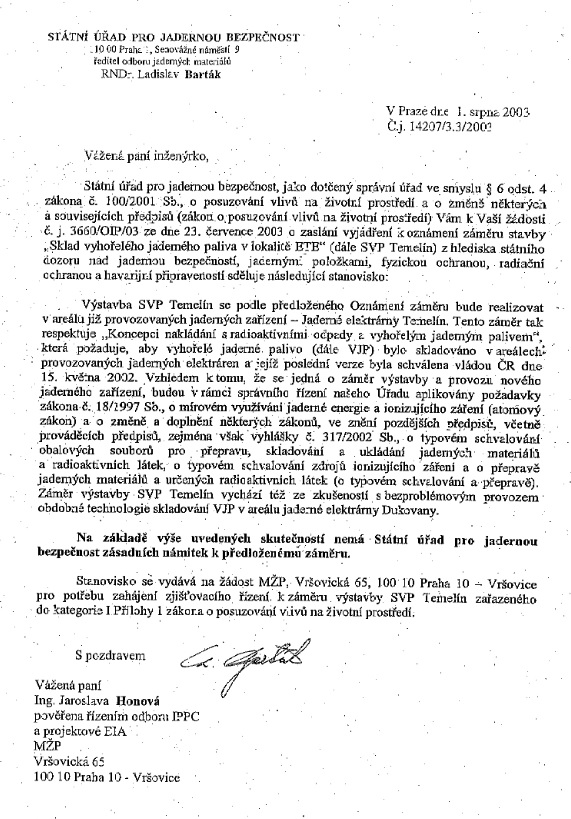 STÁTNÍ ÚŘAD PRO JADERNOU BEZPEČNOST
110 00 Praha 1, Senovážné náměstí 9
ředitel odboru jaderných materiálů
RNDr. Ladislav Barták
V Praze dne 1. srpna 2003
Č.j. 14207/3.3/2003
Vážená paní inženýrko,
Státní úřad pro jadernou bezpečnost, jako dotčený správní úřad ve smyslu § 6 odst. 4
zákona č. 100/2001 Sb., o posuzování vlivů na životní prostředí a o změně některých
a souvisejících předpisů (zákon o posuzování vlivů na životní prostředí) Vám k Vaší žádosti
č. j. 3660/OIP/03 ze dne 23. července 2003 o zaslání vyjádření k oznámení záměru stavby
„Sklad vyhořelého jaderného paliva v lokalitě ETE“ (dále SVP Temelín) z hlediska státního
dozoru nad jadernou bezpečností, jadernými položkami, fyzickou ochranou, radiační
ochranou a havarijní připraveností sděluje následující stanovisko:
Výstavba SVP Temelín se podle předloženého Oznámení záměru bude realizovat
v areálu již provozovaných jaderných zařízení – Jaderné elektrárny Temelín. Tento záměr tak
respektuje „Koncepci nakládání s radioaktivními odpady a vyhořelým jaderným palivem“,
která požaduje, aby vyhořelé jaderné palivo (dále VJP) bylo skladováno v areálech
provozovaných jaderných elektráren a jejíž poslední verze byla schválena vládou ČR dne
15. května 2002. Vzhledem k tomu, že se jedná o záměr výstavby a provozu nového
jaderného zařízení, budou v rámci správního řízení našeho Úřadu aplikovány požadavky
zákona č. 18/1997 Sb., o mírovém využívání jaderné energie a ionizujícího záření (atomový
zákon) a o změně a doplnění některých zákonů, ve znění pozdějších předpisů, včetně
prováděcích předpisů, zejména však vyhlášky č. 317/2002 Sb., o typovém schvalování
obalových souborů pro přepravu, skladování a ukládání jaderných materiálů
a radioaktivních látek, o typovém schvalování zdrojů ionizujícího záření a o přepravě
jaderných materiálů a určených radioaktivních látek (o typovém schvalování a přepravě).
Záměr výstavby SVP Temelín vychází též ze zkušeností s bezproblémovým provozem
obdobné technologie skladování VJP v areálu jaderné elektrárny Dukovany.
Na základě výše uvedených skutečností nemá Státní úřad pro jadernou
bezpečnost zásadních námitek k předloženému záměru.
Stanovisko se vydává na žádost MŽP, Vršovická 65, 100 10 Praha 10 – Vršovice
pro potřebu zahájení zjišťovacího řízení k záměru výstavby SVP Temelín zařazeného
do kategorie I Přílohy 1 zákona o posuzování vlivů na životní prostředí.
S pozdravem
Vážená paní
Ing. Jaroslava Honová
pověřena řízením odboru IPPC
a projektové EIA
MŽP
Vršovická 65
100 10 Praha 10 - Vršovice